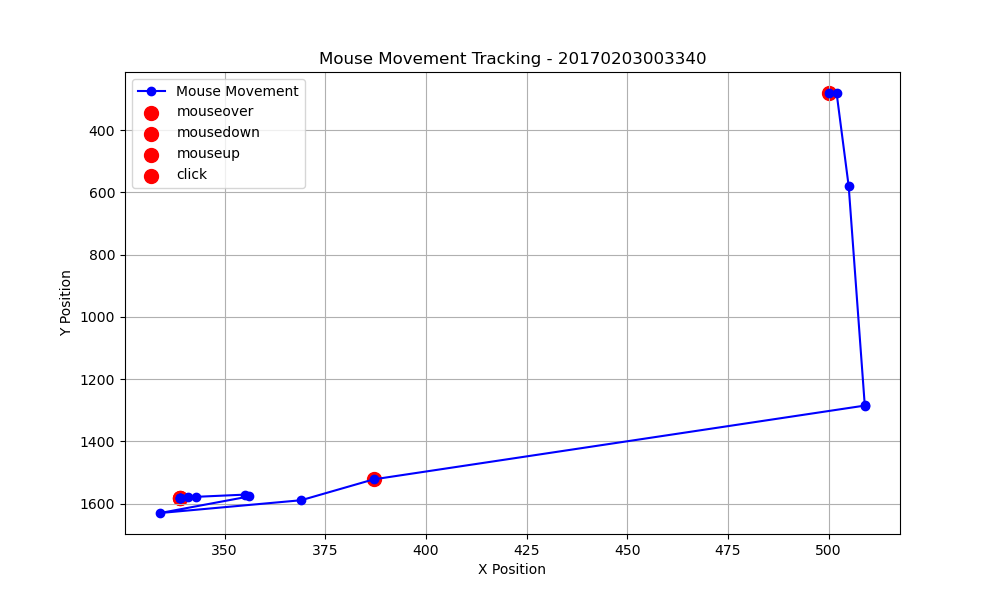 Mouse Movement Tracking - 20170203003340
Mouse Movement
mouseover
mousedown
mouseup
click
Y Position
400
600
800
1000
1200
1400
1600
350
375
400
425
450
475
500
X Position